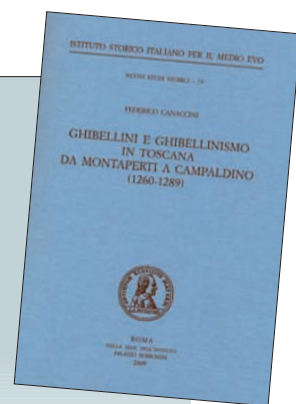 ISTITUTO STORICO ITALIANO PER IL MEDIO EVO
NUOVI STUDI STORICI - 79
FEDERICO CANACCINI
GHIBELLINI E GHIBELLINISMO
IN TOSCANA
DA MONTAPERTI A CAMPALDINO
(1260-1289)
ROMA
NELLA SEDE DELL'ISTITUTO
PALAZZO BORROMINI
2009